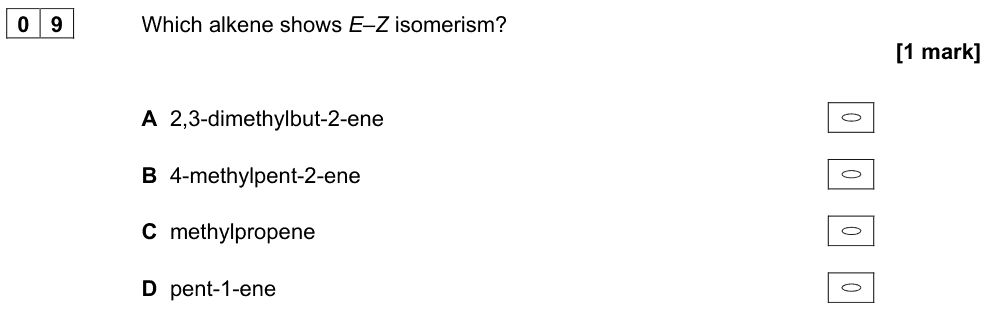 0 9 Which alkene shows E–Z isomerism?
[1 mark]
A 2,3-dimethylbut-2-ene
B 4-methylpent-2-ene
C methylpropene
D pent-1-ene